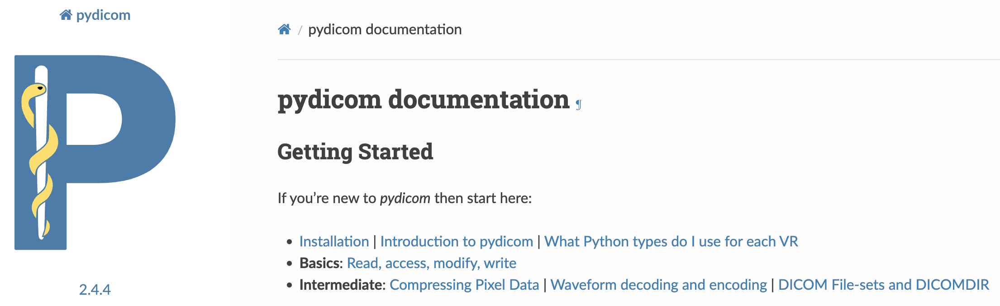 pydicom
2.4.4
/ pydicom documentation
pydicom documentation ¶
Getting Started
If you’re new to pydicom then start here:
• Installation | Introduction to pydicom | What Python types do I use for each VR
• Basics: Read, access, modify, write
• Intermediate: Compressing Pixel Data | Waveform decoding and encoding | DICOM File-sets and DICOMDIR